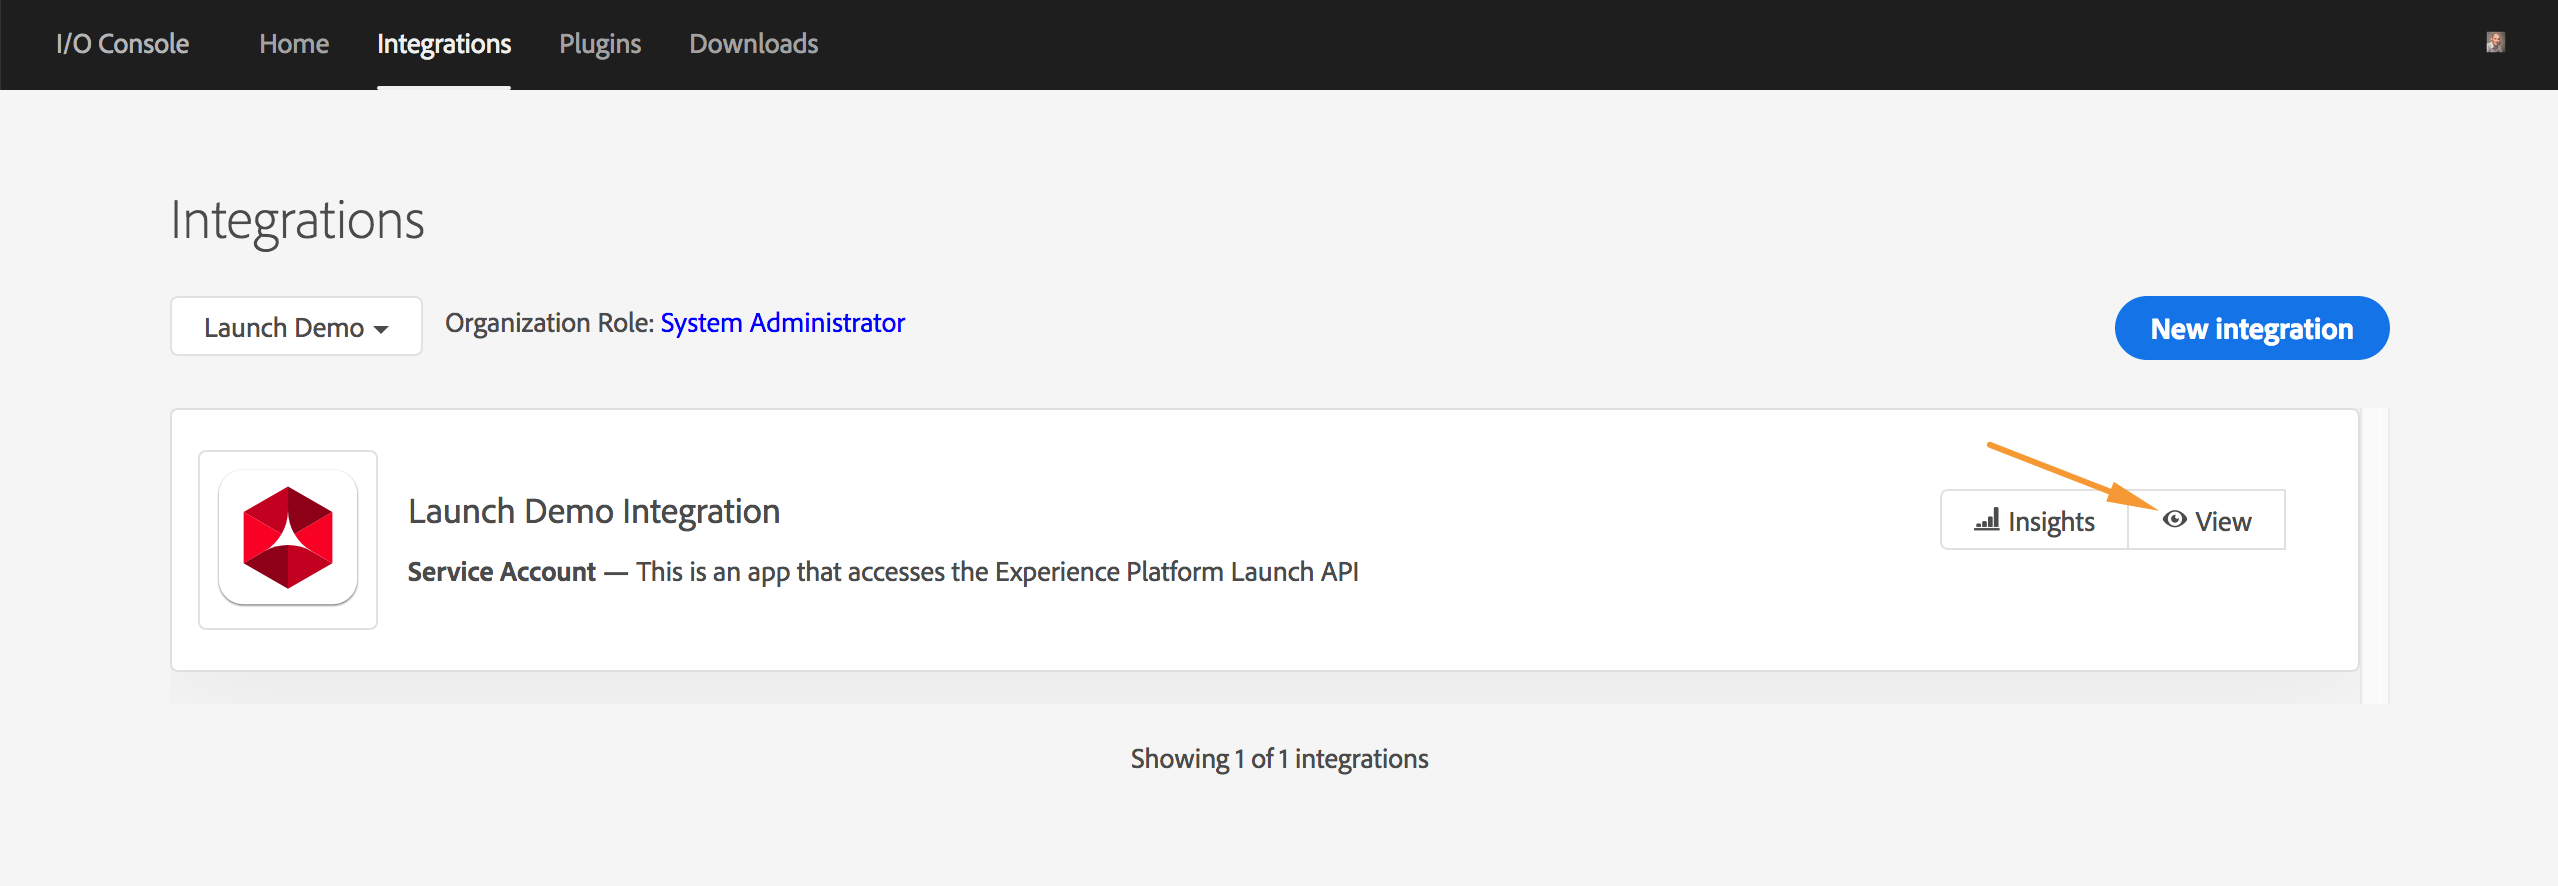 I/O Console Home Integrations Plugins Downloads
Integrations
Launch Demo Organization Role: System Administrator New integration
Launch Demo Integration
Insights View
Service Account — This is an app that accesses the Experience Platform Launch API
Showing 1 of 1 integrations